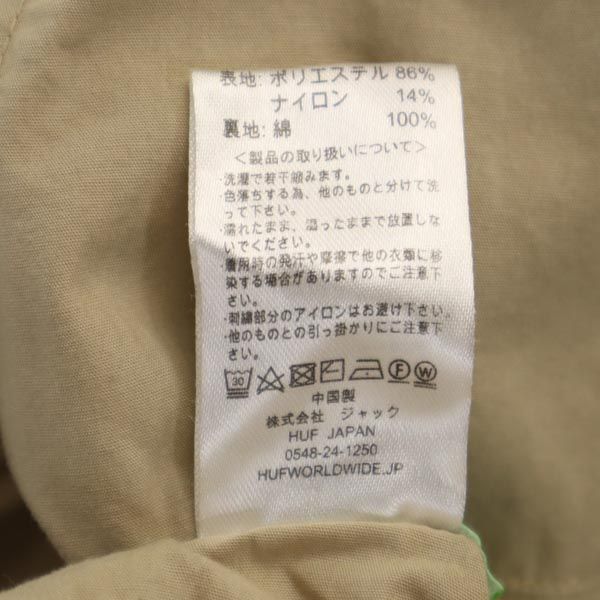 表地: ポリエステル 86%
ナイロン 14%
裏地: 綿 100%
＜製品の取り扱いについて＞
・洗濯で若干縮みます。
・色落ちする為、他のものと分けて洗
って下さい。
・濡れたまま、湿ったままで放置しな
いでください。
・着用時の発汗や摩擦で他の衣類に移
染する場合がありますのでご注意下
さい。
・刺繍部分のアイロンはお避け下さい。
・他のものとの引っ掛かりにご注意下
さい。
30 F W
中国製
株式会社 ジャック
HUF JAPAN
0548-24-1250
HUFWORLDWIDE.JP